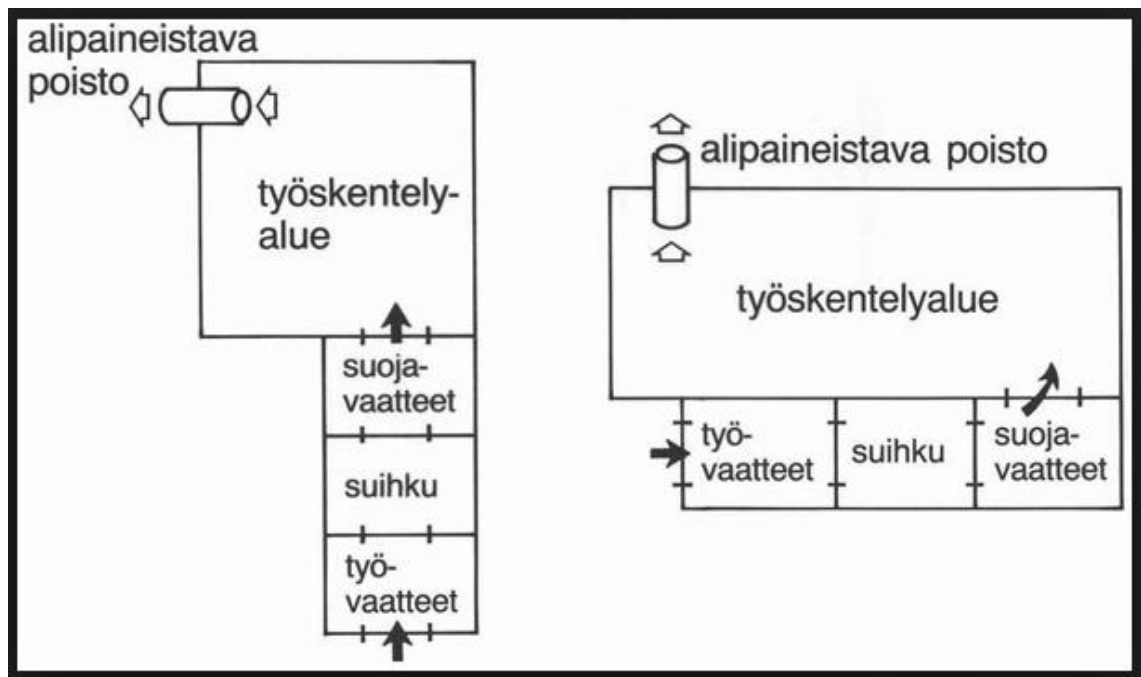 alipaineistava
poisto
työskentely-
alue
suoja-
vaatteet
suihku
työ-
vaatteet
alipaineistava poisto
työskentelyalue
työ-
vaatteet
suihku
suoja-
vaatteet